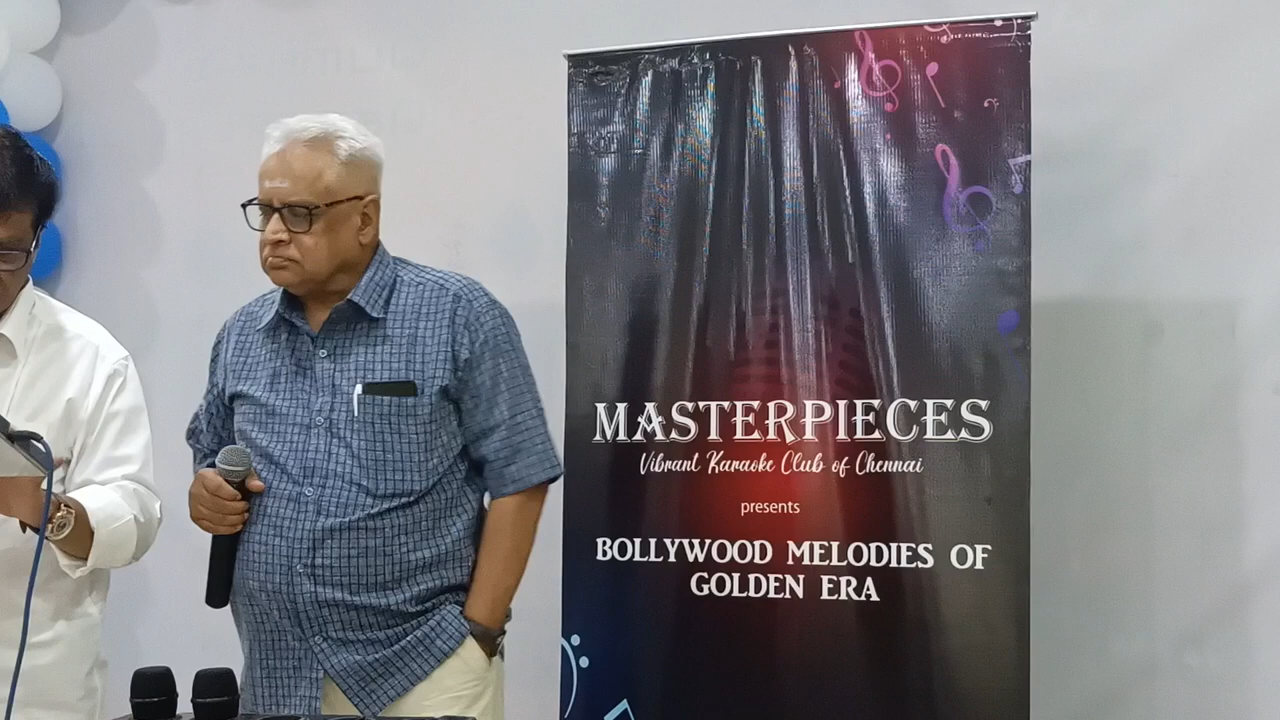 MASTERPIECES
Vibrant Karaoke Club of Chennai
presents
BOLLYWOOD MELODIES OF
GOLDEN ERA